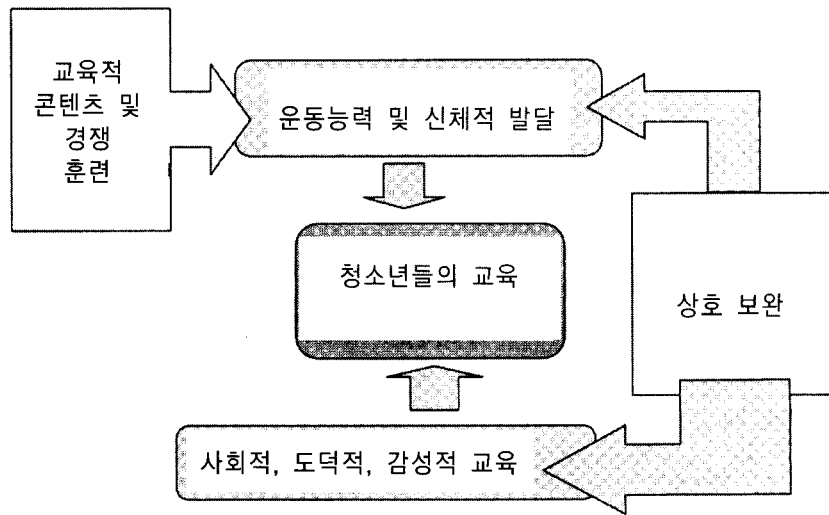 교육적
콘텐츠 및
경쟁
훈련
운동능력 및 신체적 발달
청소년들의 교육
상호 보완
사회적, 도덕적, 감성적 교육